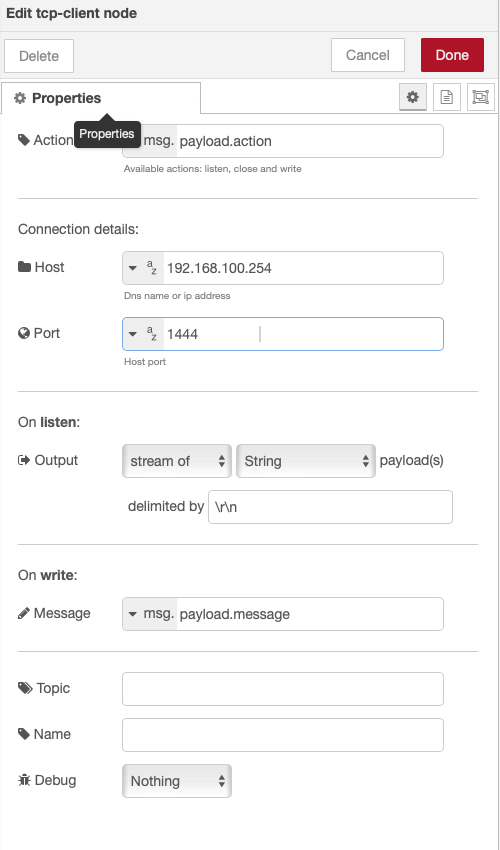 Edit tcp-client node
Delete
Cancel
Done
Properties
Properties
Action
msg. payload.action
Available actions: listen, close and write
Connection details:
Host
a z 192.168.100.254
Dns name or ip address
Port
a z 1444
Host port
On listen:
Output
stream of
String
payload(s)
delimited by
\r\n
On write:
Message
msg. payload.message
Topic
Name
Debug
Nothing